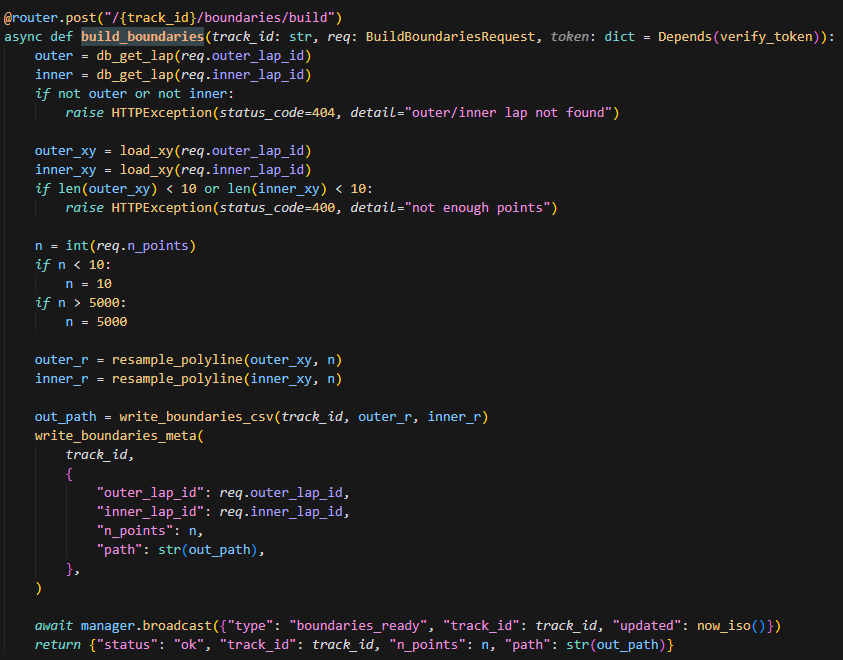 @router.post("/{track_id}/boundaries/build")
async def build_boundaries(track_id: str, req: BuildBoundariesRequest, token: dict = Depends(verify_token)):
    outer = db_get_lap(req.outer_lap_id)
    inner = db_get_lap(req.inner_lap_id)
    if not outer or not inner:
        raise HTTPException(status_code=404, detail="outer/inner lap not found")

    outer_xy = load_xy(req.outer_lap_id)
    inner_xy = load_xy(req.inner_lap_id)
    if len(outer_xy) < 10 or len(inner_xy) < 10:
        raise HTTPException(status_code=400, detail="not enough points")

    n = int(req.n_points)
    if n < 10:
        n = 10
    if n > 5000:
        n = 5000

    outer_r = resample_polyline(outer_xy, n)
    inner_r = resample_polyline(inner_xy, n)

    out_path = write_boundaries_csv(track_id, outer_r, inner_r)
    write_boundaries_meta(
        track_id,
        {
            "outer_lap_id": req.outer_lap_id,
            "inner_lap_id": req.inner_lap_id,
            "n_points": n,
            "path": str(out_path),
        },
    )

    await manager.broadcast({"type": "boundaries_ready", "track_id": track_id, "updated": now_iso()})
    return {"status": "ok", "track_id": track_id, "n_points": n, "path": str(out_path)}